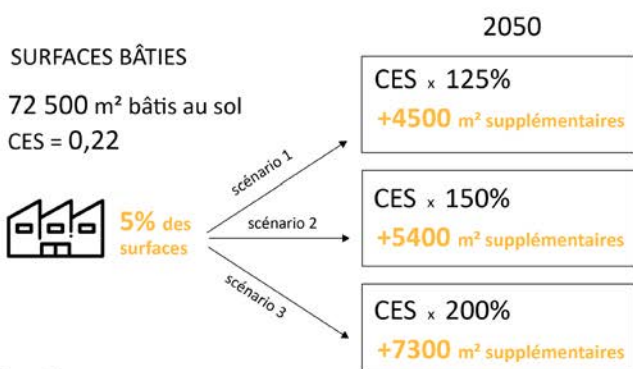 2050
SURFACES BÂTIES
72 500 m² bâtis au sol
CES = 0,22
5% des
surfaces
scénario 1
scénario 2
scénario 3
CES x 125%
+4500 m² supplémentaires
CES x 150%
+5400 m² supplémentaires
CES x 200%
+7300 m² supplémentaires